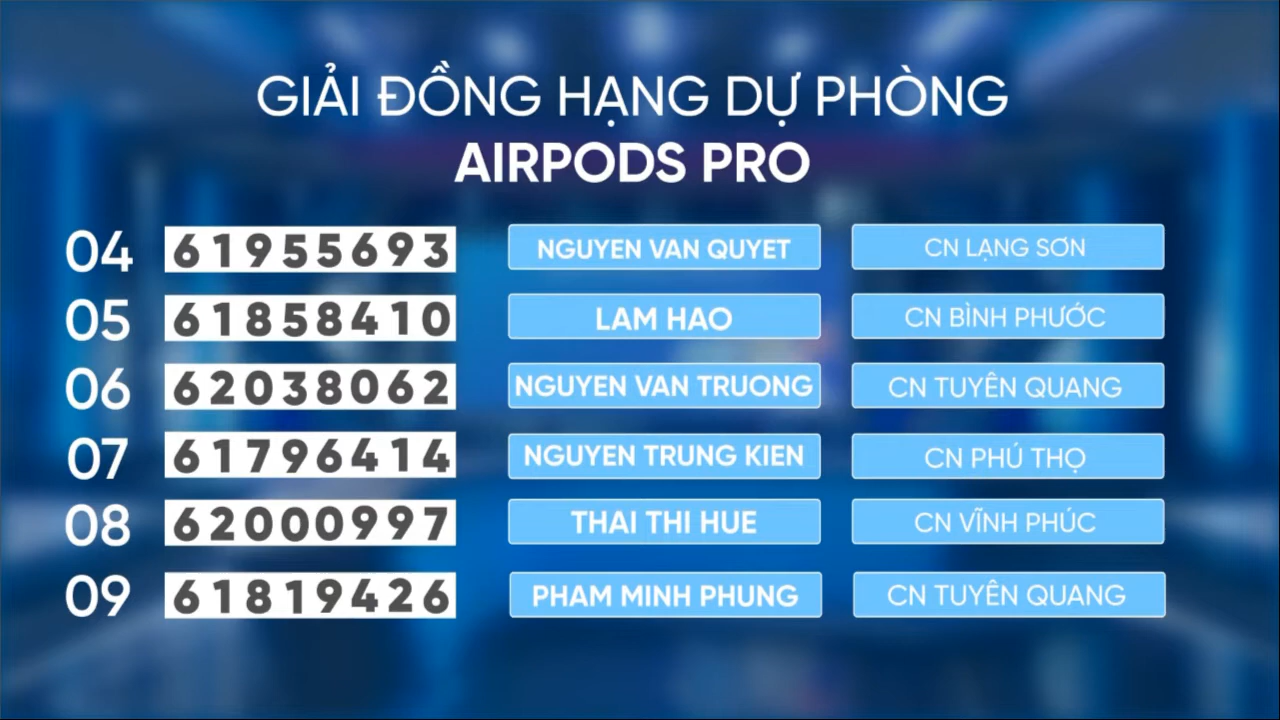 GIẢI ĐỒNG HẠNG DỰ PHÒNG
AIRPODS PRO
04 61955693 NGUYEN VAN QUYET CN LẠNG SƠN
05 61858410 LAM HAO CN BÌNH PHƯỚC
06 62038062 NGUYEN VAN TRUONG CN TUYÊN QUANG
07 61796414 NGUYEN TRUNG KIEN CN PHÚ THỌ
08 62000997 THAI THI HUE CN VĨNH PHÚC
09 61819426 PHAM MINH PHUNG CN TUYÊN QUANG